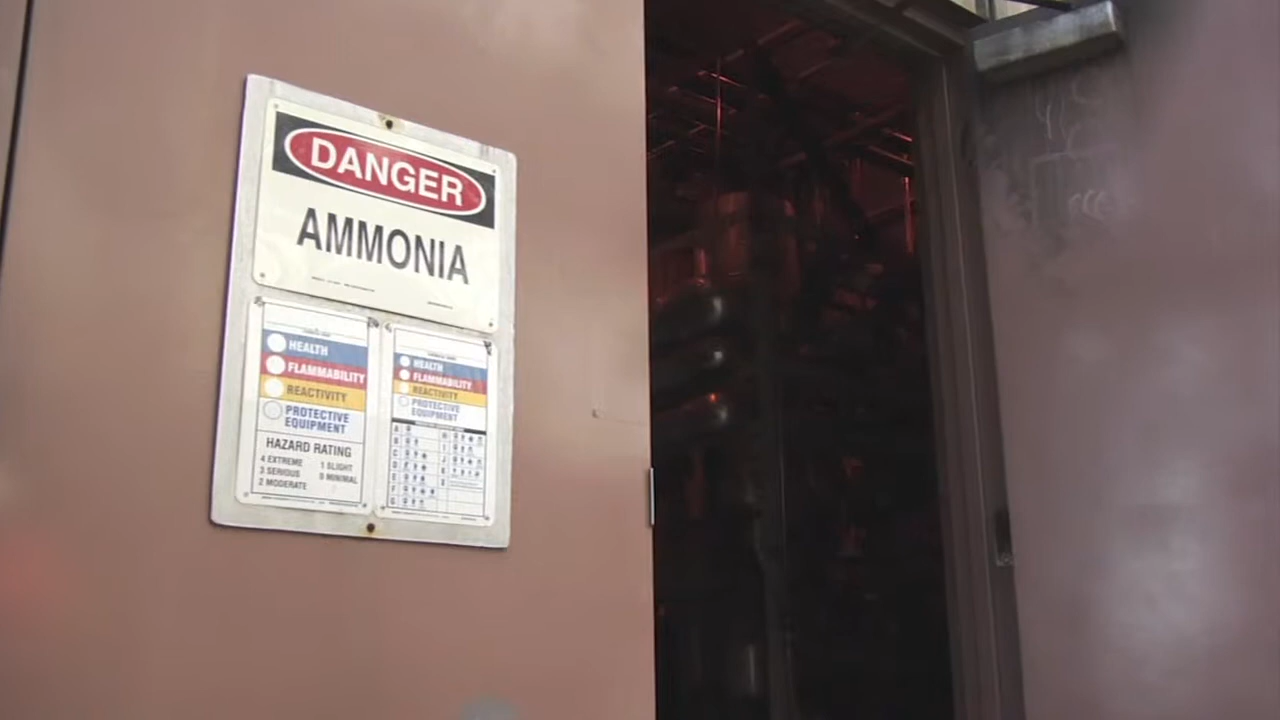 DANGER
AMMONIA
HEALTH
FLAMMABILITY
REACTIVITY
PROTECTIVE
EQUIPMENT
HAZARD RATING
4 EXTREME 1 SLIGHT
3 SERIOUS 0 MINIMAL
2 MODERATE
HEALTH
FLAMMABILITY
REACTIVITY
PROTECTIVE
EQUIPMENT